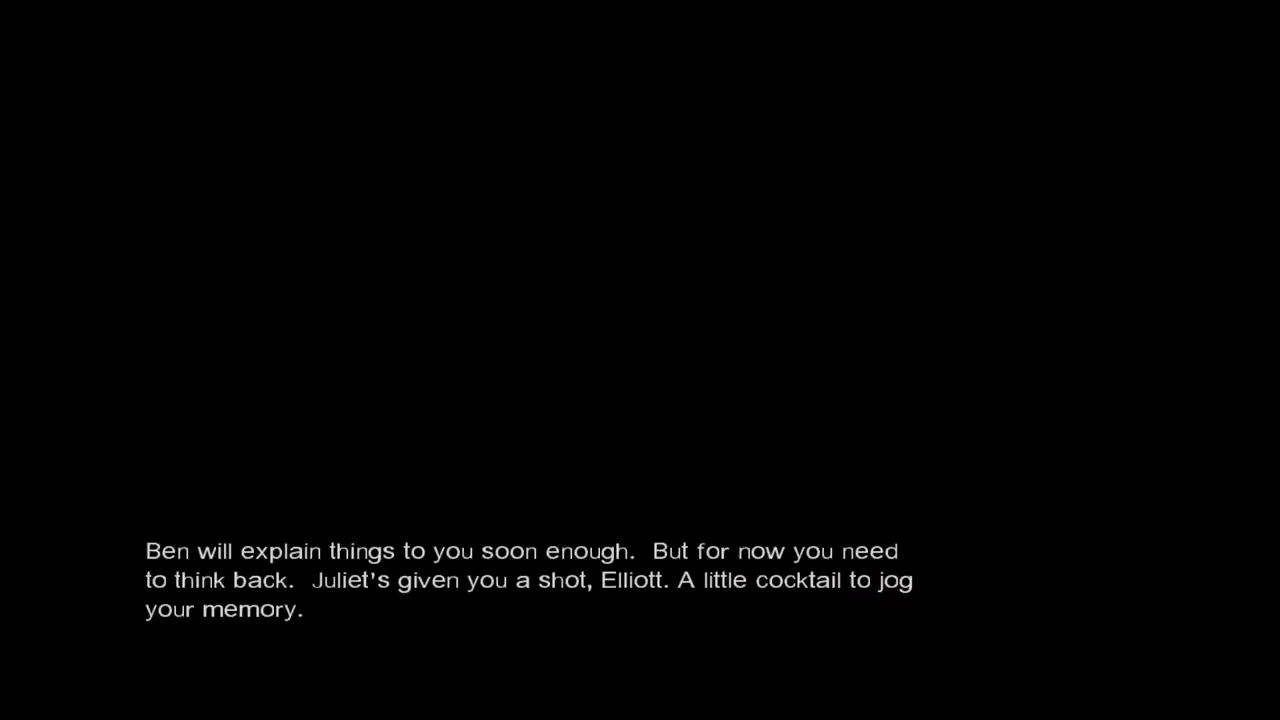 Ben will explain things to you soon enough.  But for now you need
to think back.  Juliet's given you a shot, Elliott. A little cocktail to jog
your memory.